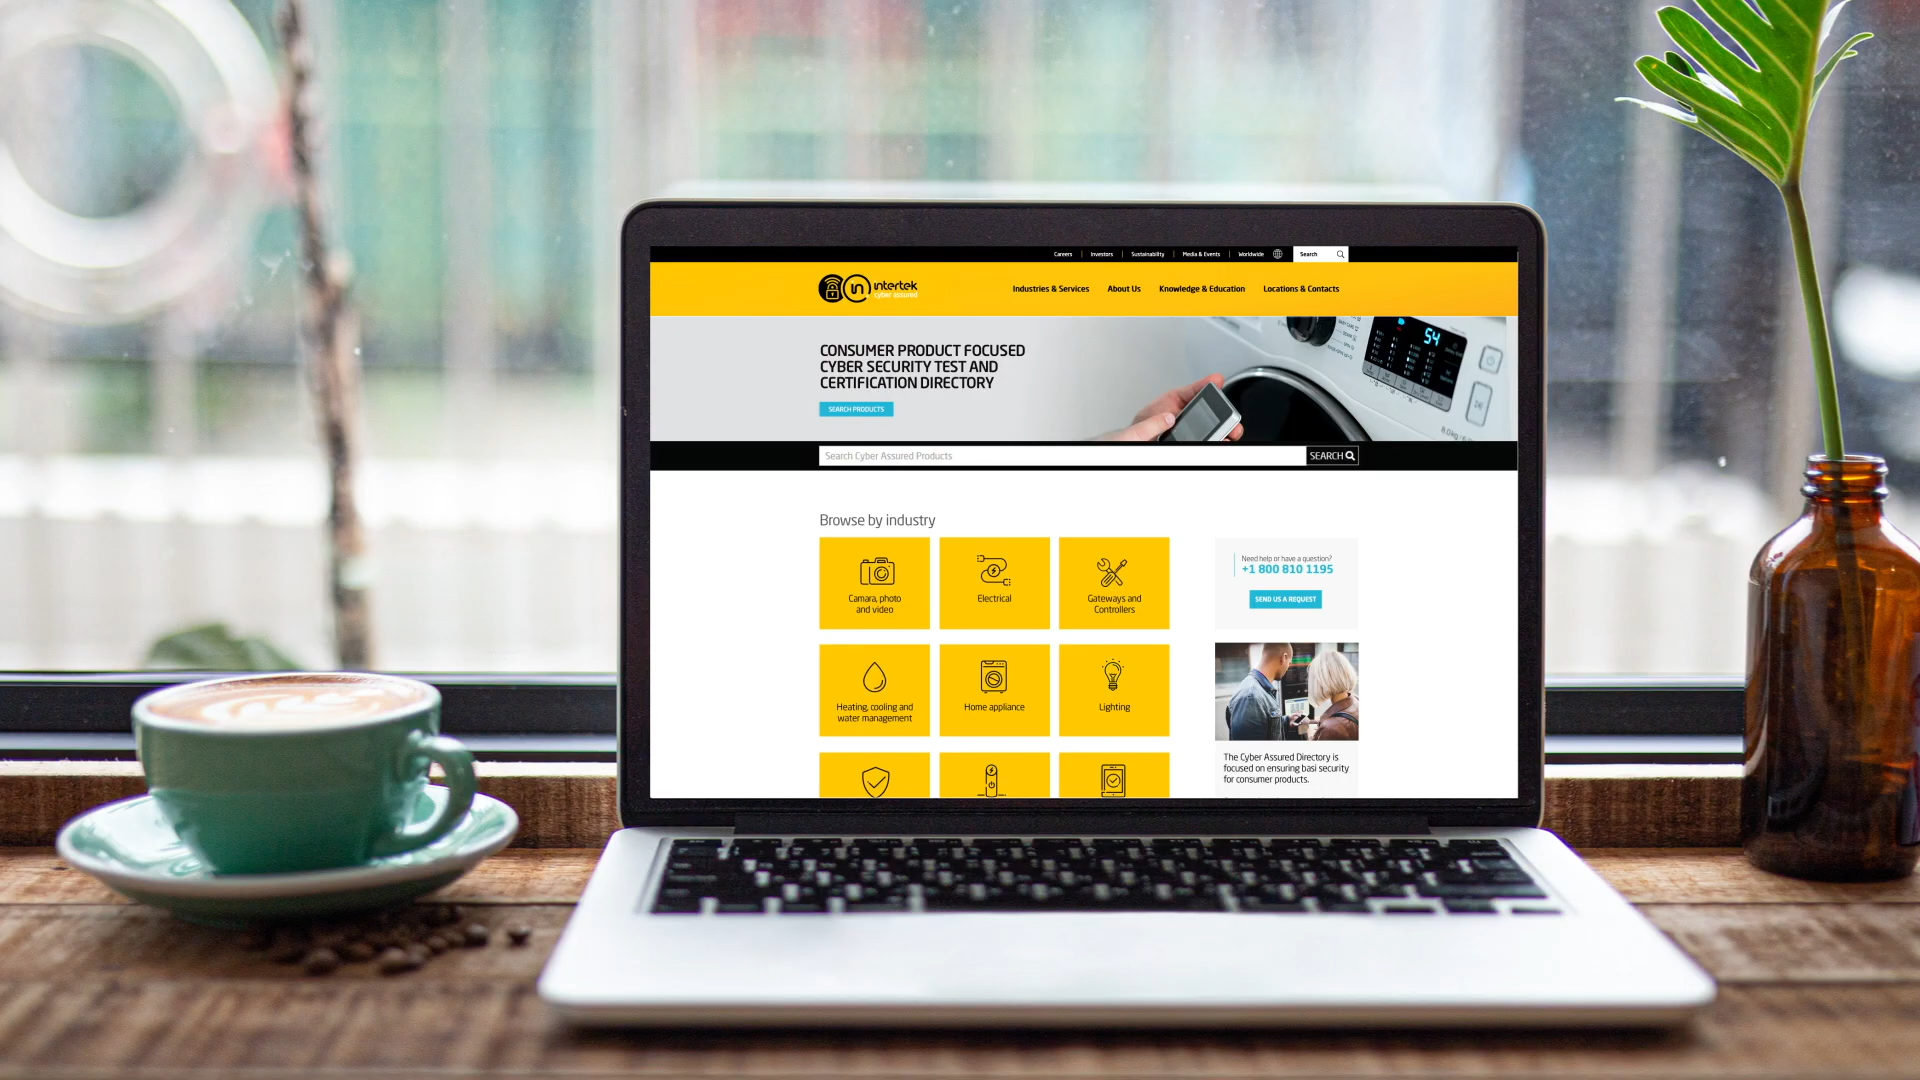 Careers | Investors | Sustainability | Media & Events | Worldwide
Search
intertek
cyber assured
in
Industries & Services
About Us
Knowledge & Education
Locations & Contacts
CONSUMER PRODUCT FOCUSED
CYBER SECURITY TEST AND
CERTIFICATION DIRECTORY
SEARCH PRODUCTS
54
Search Cyber Assured Products
SEARCH
Browse by industry
Camara, photo
and video
Electrical
Gateways and
Controllers
Need help or have a question?
+1 800 810 1195
SEND US A REQUEST
Heating, cooling and
water management
Home appliance
Lighting
The Cyber Assured Directory is
focused on ensuring basi security
for consumer products.